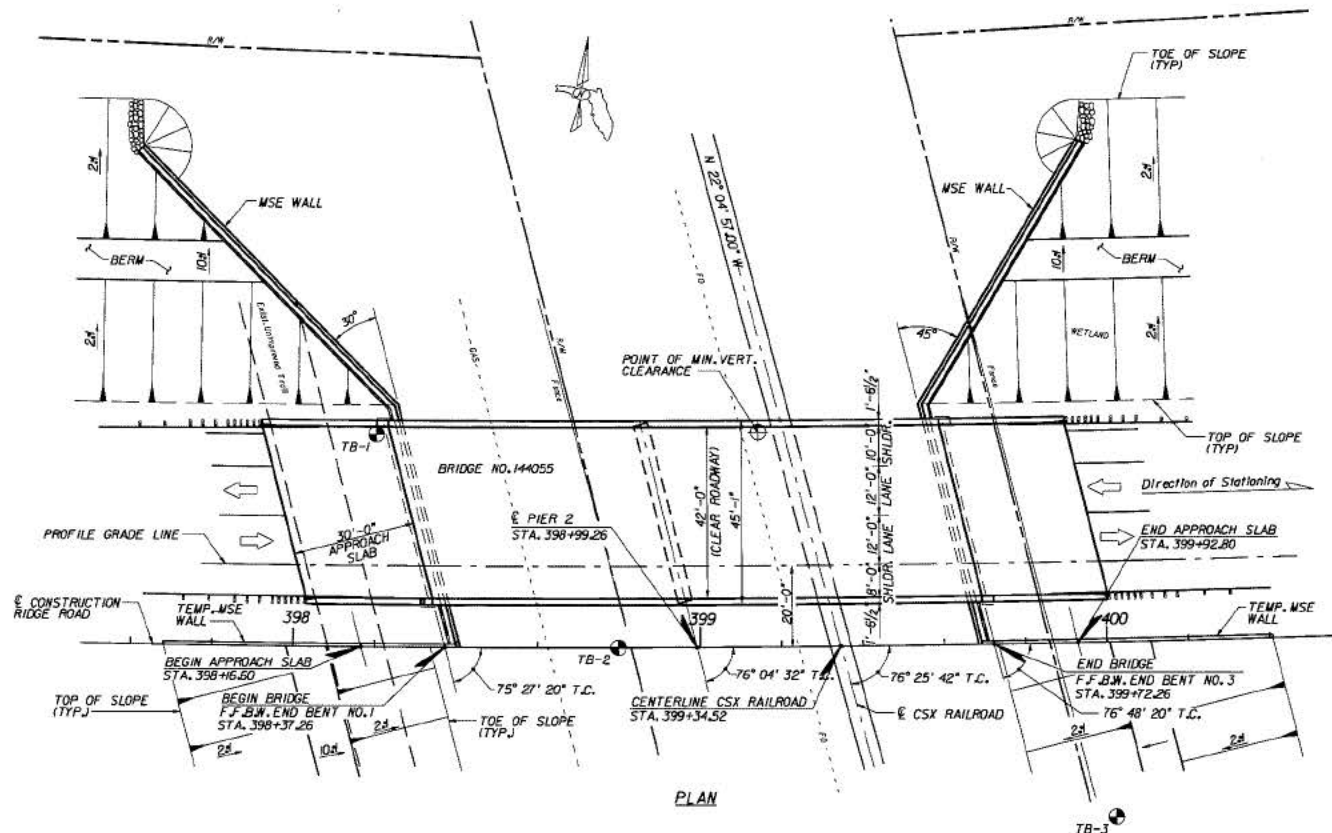 R/W
R/W
TOE OF SLOPE
(TYP)
N
N 22° 04' 57.00" W
2:1
MSE WALL
MSE WALL
2:1
R/W
BERM
10:1
FO
10:1
BERM
30°
45°
2:1
Exist. Unimproved Trail
GAS
R/W
Fence
POINT OF MIN. VERT.
CLEARANCE
Fence
WETLAND
2:1
1'-6½"
TB-1
10'-0"
SHLDR.
TOP OF SLOPE
(TYP)
BRIDGE NO. 144055
42'-0"
(CLEAR ROADWAY)
45'-1"
12'-0"
LANE
Direction of Stationing
PROFILE GRADE LINE
30'-0"
APPROACH
SLAB
℄ PIER 2
STA. 398+99.26
12'-0"
LANE
END APPROACH SLAB
STA. 399+92.80
8'-0"
SHLDR.
20'-0"
1'-6½"
℄ CONSTRUCTION
RIDGE ROAD
TEMP. MSE
WALL
398
399
400
TEMP. MSE
WALL
TB-2
BEGIN APPROACH SLAB
STA. 398+16.60
75° 27' 20" T.C.
76° 04' 32" T.C.
76° 25' 42" T.C.
END BRIDGE
F.F.B.W. END BENT NO. 3
STA. 399+72.26
TOP OF SLOPE
(TYP.)
BEGIN BRIDGE
F.F.B.W. END BENT NO. 1
STA. 398+37.26
TOE OF SLOPE
(TYP.)
CENTERLINE CSX RAILROAD
STA. 399+34.52
℄ CSX RAILROAD
76° 48' 20" T.C.
2:1
10:1
2:1
FO
2:1
2:1
PLAN
TB-3